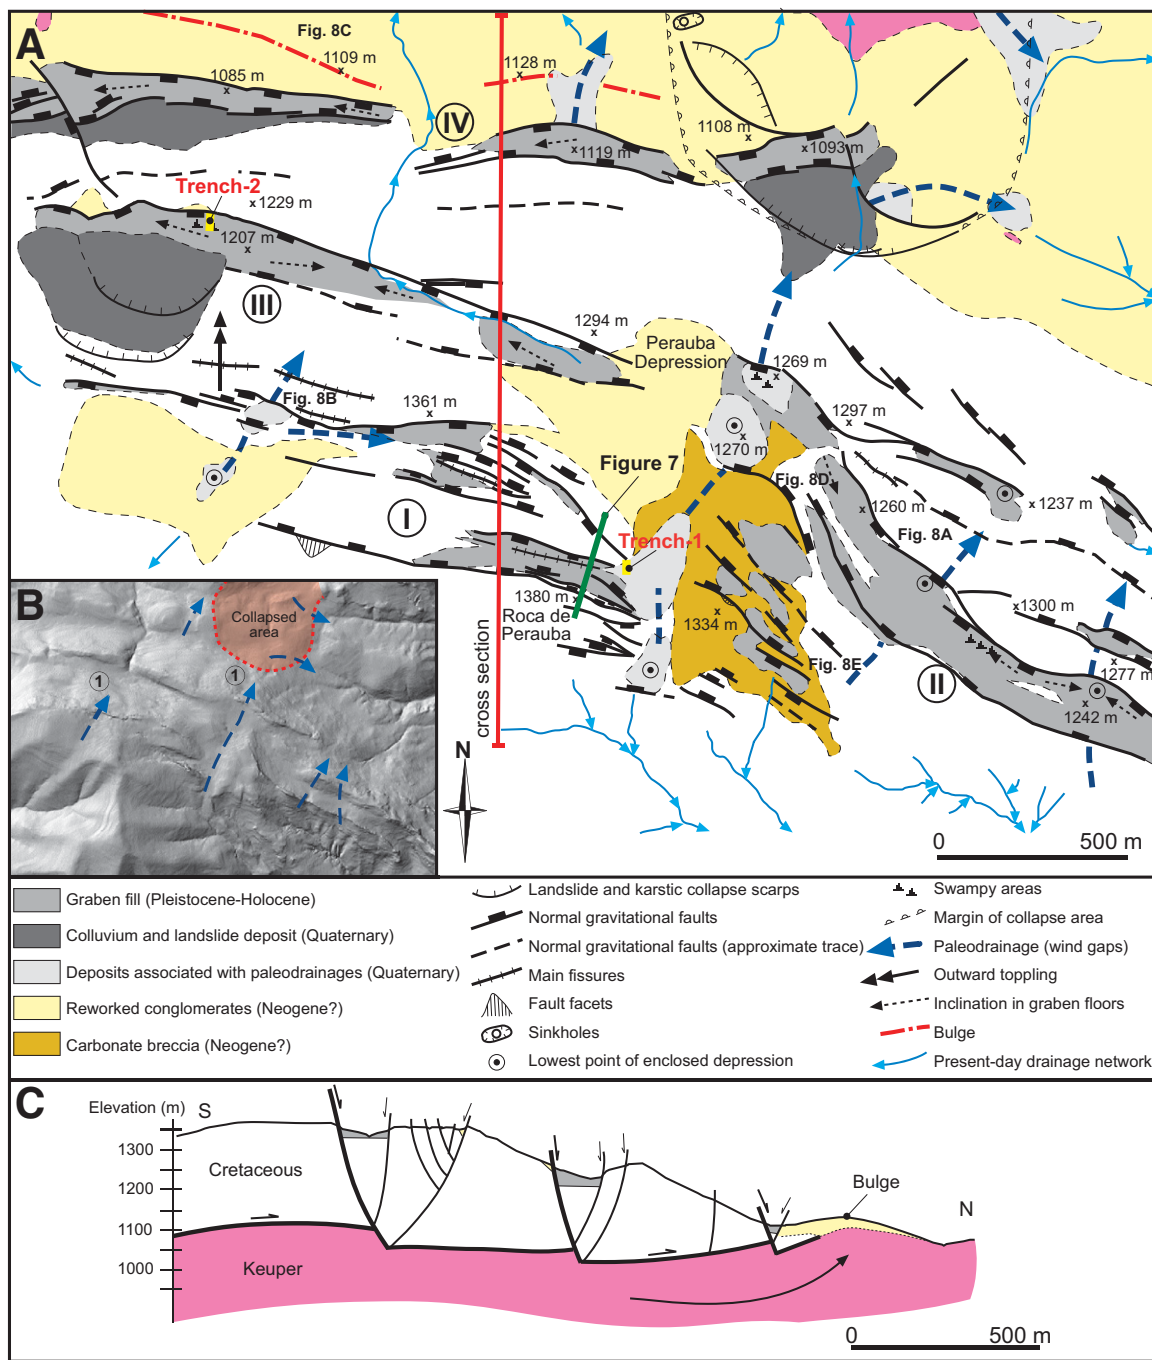 A
Fig. 8C
1109 m
1085 m
1128 m
IV
1108 m
1093 m
1119 m
Trench-2
1229 m
1207 m
III
1294 m
Perauba
Depression
1269 m
Fig. 8B
1361 m
1297 m
1270 m
Figure 7
Fig. 8D
1237 m
I
1260 m
Fig. 8A
Trench-1
1380 m
Roca de
Perauba
1334 m
1300 m
Fig. 8E
1277 m
II
1242 m
cross section
B
Collapsed
area
1
1
N
0 500 m
Graben fill (Pleistocene-Holocene)
Colluvium and landslide deposit (Quaternary)
Deposits associated with paleodrainages (Quaternary)
Reworked conglomerates (Neogene?)
Carbonate breccia (Neogene?)
Landslide and karstic collapse scarps
Normal gravitational faults
Normal gravitational faults (approximate trace)
Main fissures
Fault facets
Sinkholes
Lowest point of enclosed depression
Swampy areas
Margin of collapse area
Paleodrainage (wind gaps)
Outward toppling
Inclination in graben floors
Bulge
Present-day drainage network
C
Elevation (m)
S
1300
1200
1100
1000
Cretaceous
Keuper
Bulge
N
0 500 m